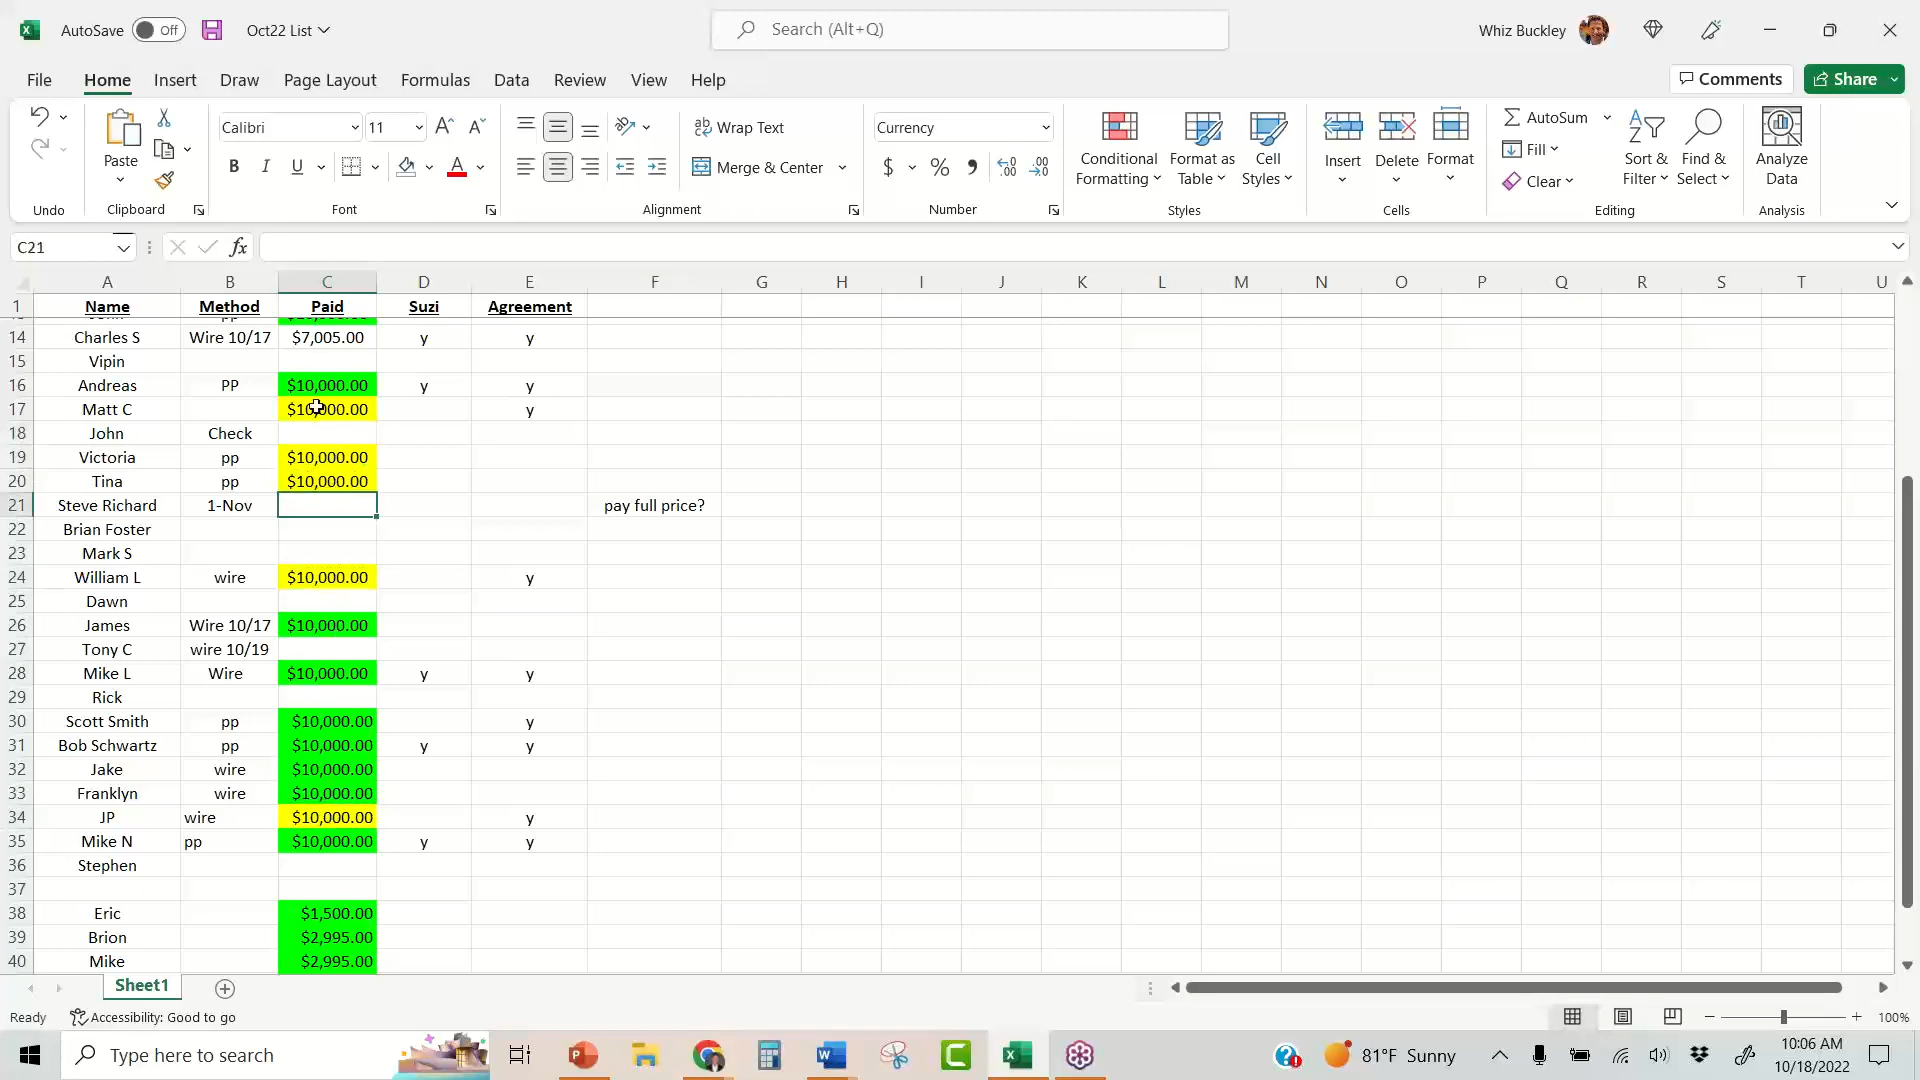 AutoSave Off Oct22 List Search (Alt+Q) Whiz Buckley
File Home Insert Draw Page Layout Formulas Data Review View Help Comments Share
Paste Calibri 11 Wrap Text Currency Conditional Formatting Format as Table Cell Styles Insert Delete Format AutoSum Sort & Filter Find & Select Analyze Data
B I U Merge & Center $ % Fill Clear
Undo Clipboard Font Alignment Number Styles Cells Editing Analysis
C21 fx
A B C D E F G H I J K L M N O P Q R S T U
1 Name Method Paid Suzi Agreement
14 Charles S Wire 10/17 $7,005.00 y y
15 Vipin
16 Andreas PP $10,000.00 y y
17 Matt C $10,000.00 y
18 John Check
19 Victoria pp $10,000.00
20 Tina pp $10,000.00
21 Steve Richard 1-Nov pay full price?
22 Brian Foster
23 Mark S
24 William L wire $10,000.00 y
25 Dawn
26 James Wire 10/17 $10,000.00
27 Tony C wire 10/19
28 Mike L Wire $10,000.00 y y
29 Rick
30 Scott Smith pp $10,000.00 y
31 Bob Schwartz pp $10,000.00 y y
32 Jake wire $10,000.00
33 Franklyn wire $10,000.00
34 JP wire $10,000.00 y
35 Mike N pp $10,000.00 y y
36 Stephen
37
38 Eric $1,500.00
39 Brion $2,995.00
40 Mike $2,995.00
Sheet1
Ready Accessibility: Good to go 100%
Type here to search 81°F Sunny 10:06 AM
10/18/2022